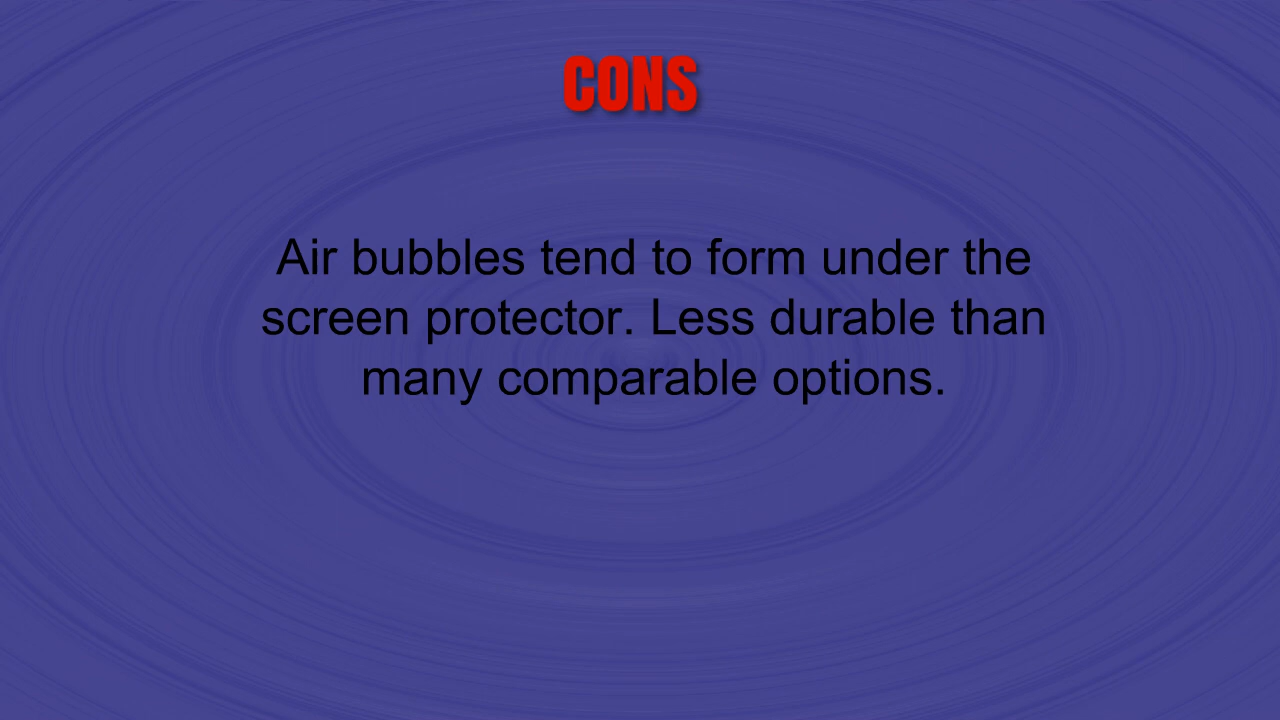 CONS
Air bubbles tend to form under the
screen protector. Less durable than
many comparable options.